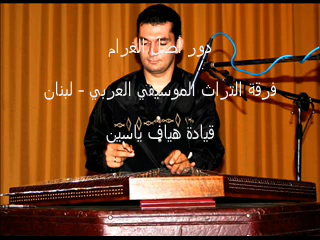 دور أصل الغرام
فرقة التراث الموسيقي العربي - لبنان
قيادة هياف ياسين